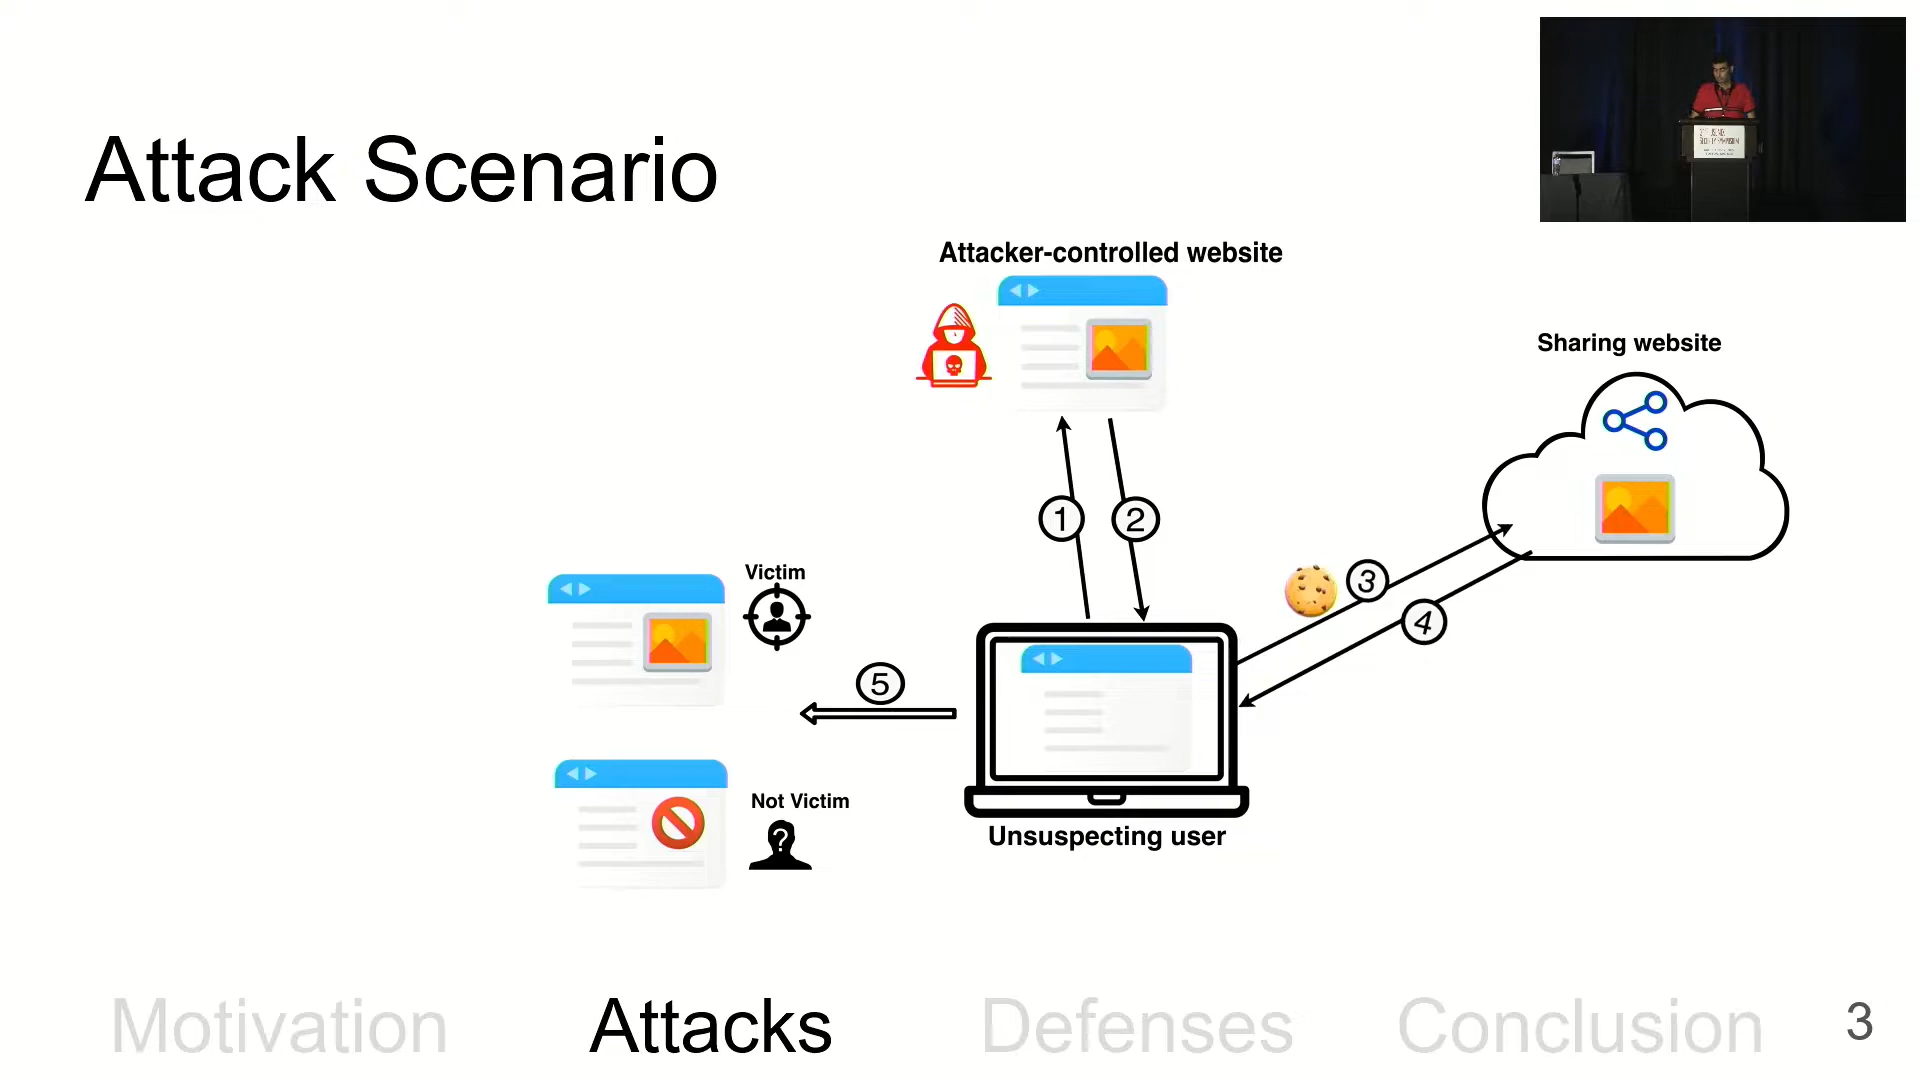 Attack Scenario
Attacker-controlled website
Sharing website
1
2
3
4
Victim
5
Not Victim
?
Unsuspecting user
Motivation
Attacks
Defenses
Conclusion
3